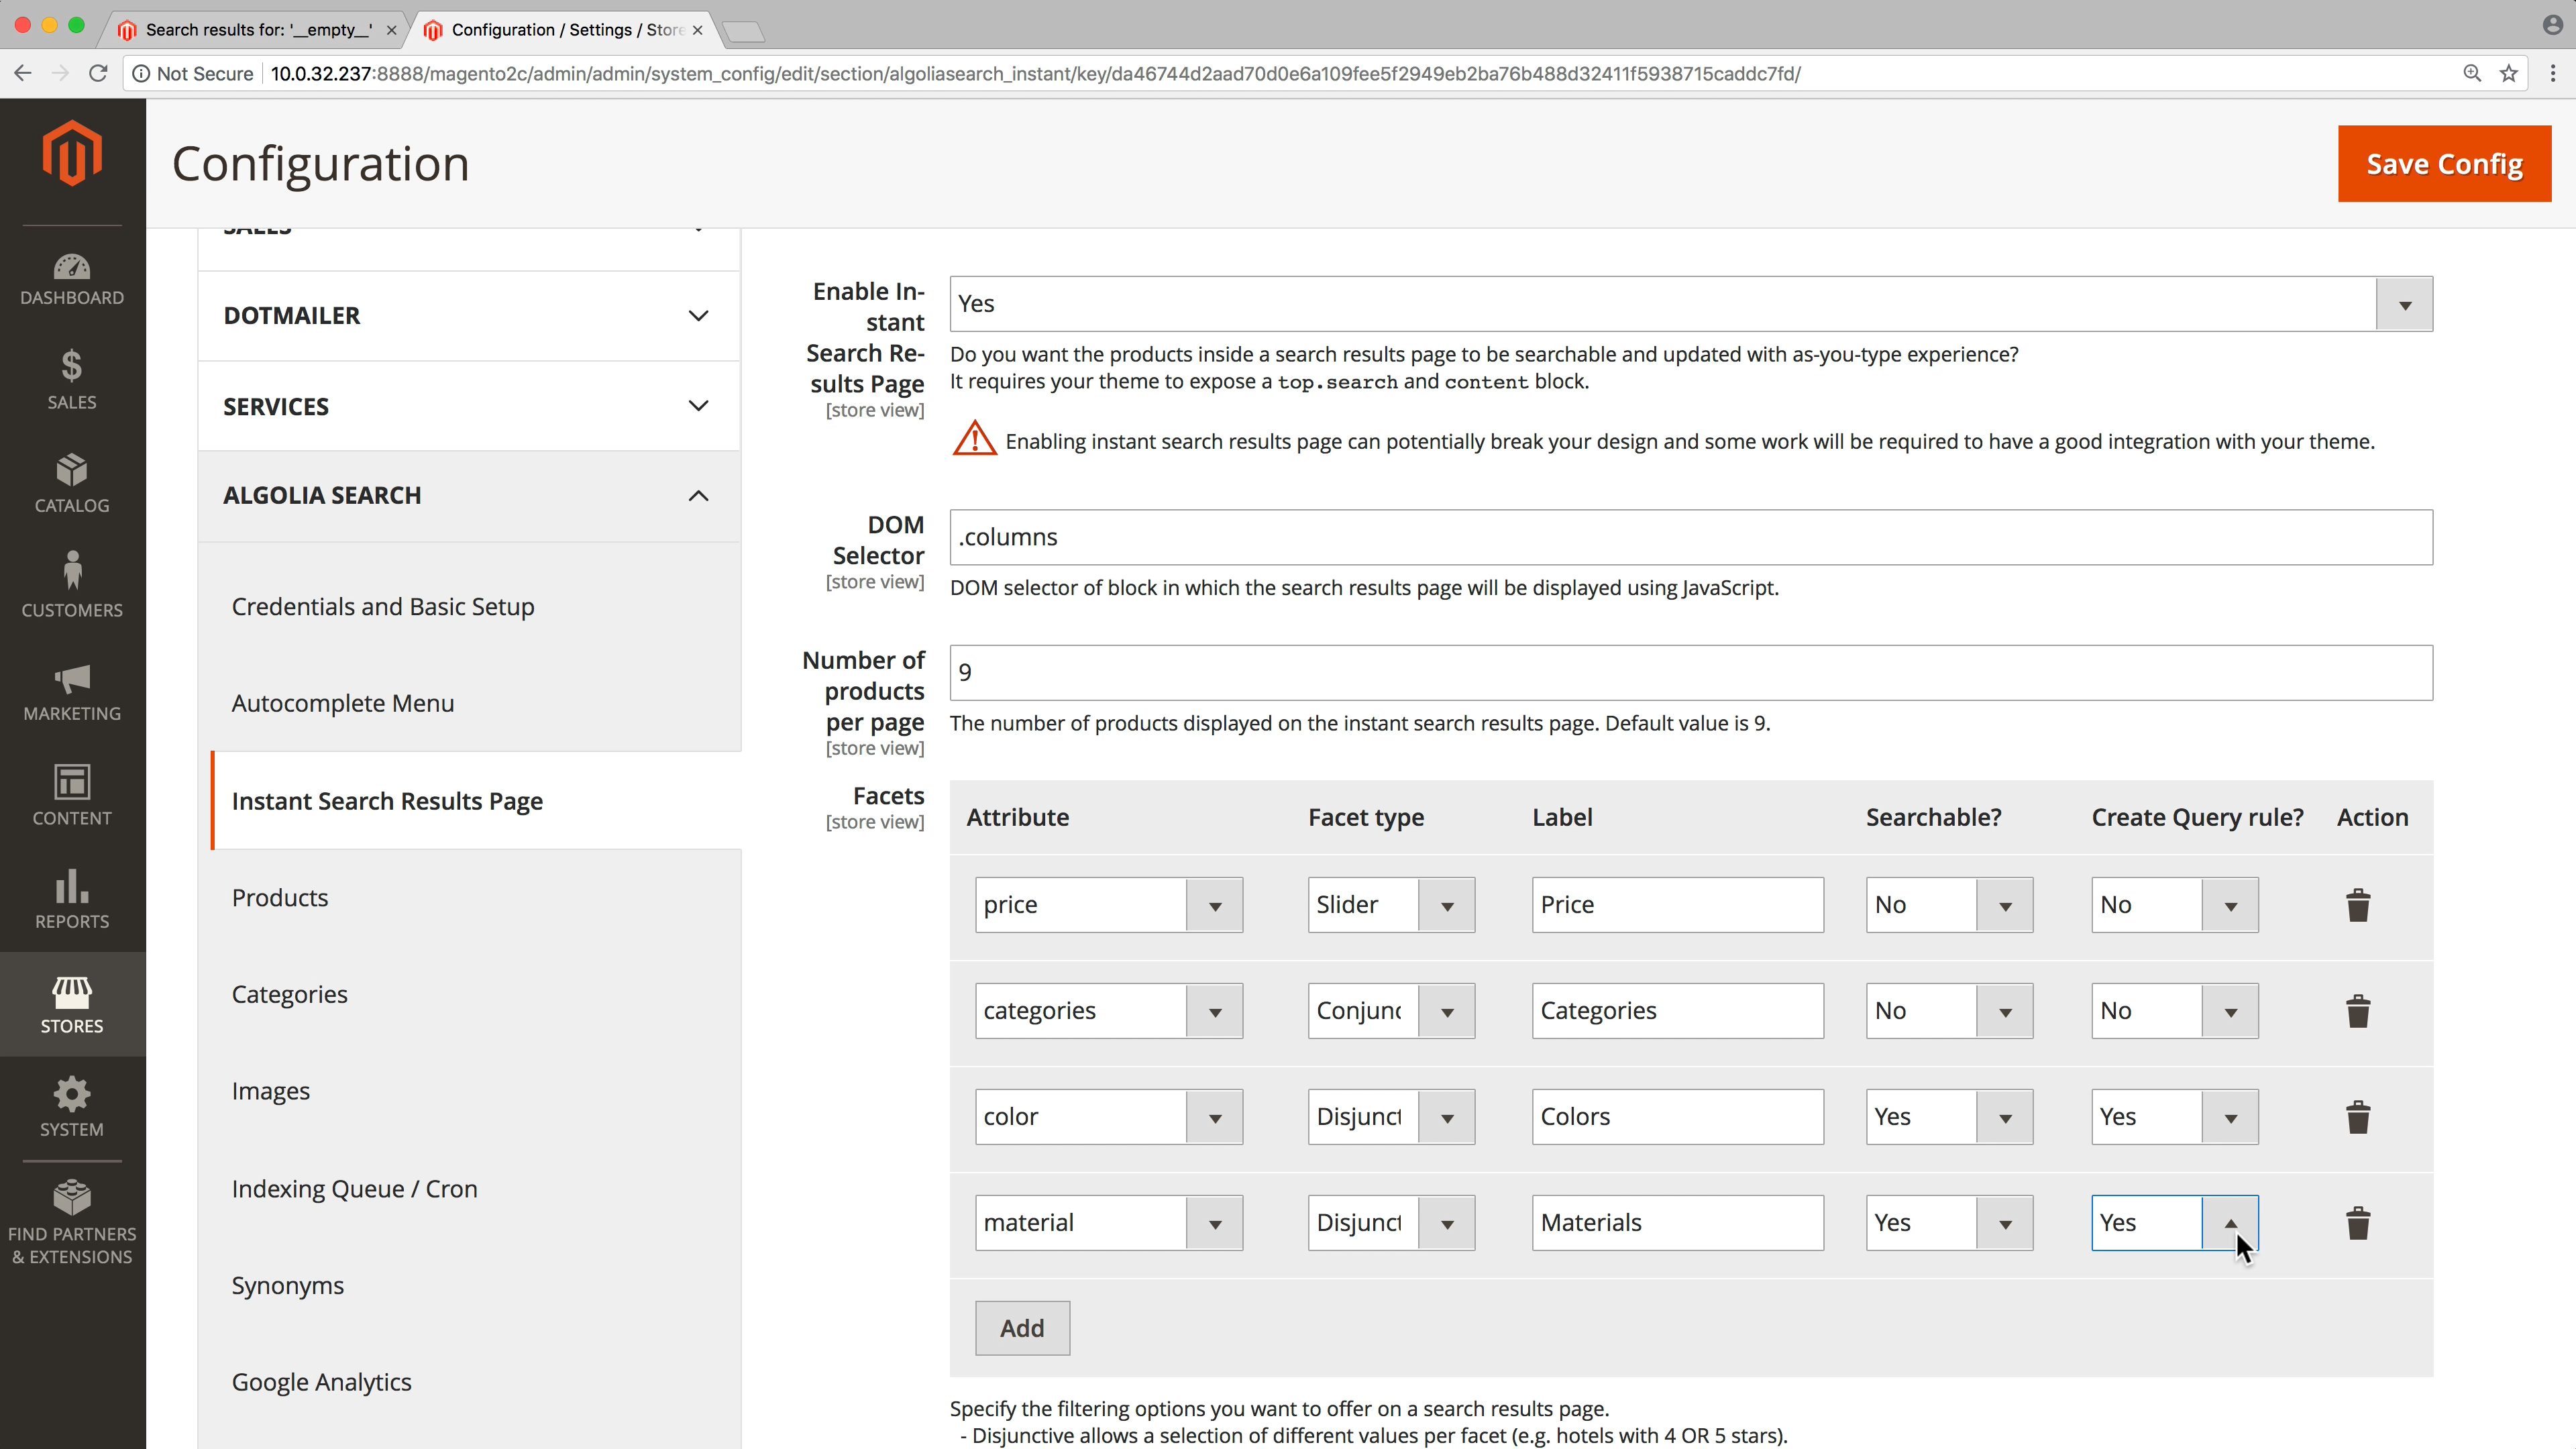 Search results for: '__empty__'
Configuration / Settings / Store
Not Secure
10.0.32.237:8888/magento2c/admin/admin/system_config/edit/section/algoliasearch_instant/key/da46744d2aad70d0e6a109fee5f2949eb2ba76b488d32411f5938715caddc7fd/
Configuration
Save Config
DASHBOARD
SALES
CATALOG
CUSTOMERS
MARKETING
CONTENT
REPORTS
STORES
SYSTEM
FIND PARTNERS
& EXTENSIONS
SALES
DOTMAILER
SERVICES
ALGOLIA SEARCH
Credentials and Basic Setup
Autocomplete Menu
Instant Search Results Page
Products
Categories
Images
Indexing Queue / Cron
Synonyms
Google Analytics
Enable In-
stant
Search Re-
sults Page
[store view]
Yes
Do you want the products inside a search results page to be searchable and updated with as-you-type experience?
It requires your theme to expose a top.search and content block.
Enabling instant search results page can potentially break your design and some work will be required to have a good integration with your theme.
DOM
Selector
[store view]
.columns
DOM selector of block in which the search results page will be displayed using JavaScript.
Number of
products
per page
[store view]
9
The number of products displayed on the instant search results page. Default value is 9.
Facets
[store view]
Attribute Facet type Label Searchable? Create Query rule? Action
price Slider Price No No
categories Conjunc Categories No No
color Disjunct Colors Yes Yes
material Disjunct Materials Yes Yes
Add
Specify the filtering options you want to offer on a search results page.
- Disjunctive allows a selection of different values per facet (e.g. hotels with 4 OR 5 stars).